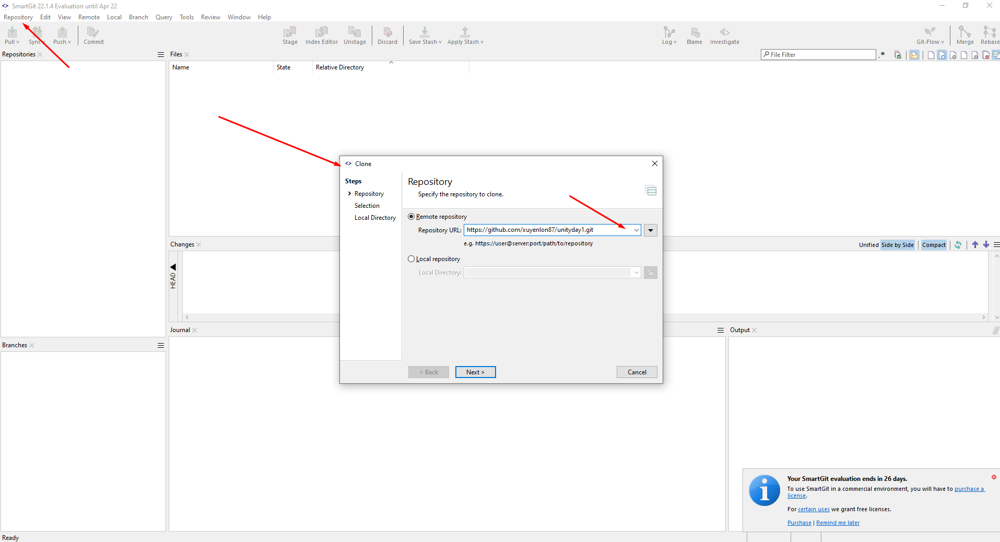 SmartGit 22.1.4 Evaluation until Apr 22
Repository Edit View Remote Local Branch Query Tools Review Window Help
Pull Sync Push Commit Stage Index Editor Unstage Discard Save Stash Apply Stash Log Blame Investigate Git-Flow Merge Rebase
Repositories
Files
File Filter
.*
Name State Relative Directory
Clone
Steps
Repository
Selection
Local Directory
Repository
Specify the repository to clone.
Remote repository
Repository URL: https://github.com/xuyenlon87/unityday1.git
e.g. https://user@server:port/path/to/repository
Local repository
Local Directory:
< Back Next > Cancel
Changes
Unified Side by Side Compact
HEAD
Journal
Output
Branches
Your SmartGit evaluation ends in 26 days.
To use SmartGit in a commercial environment, you will have to purchase a
license.
For certain uses we grant free licenses.
Purchase | Remind me later
Ready